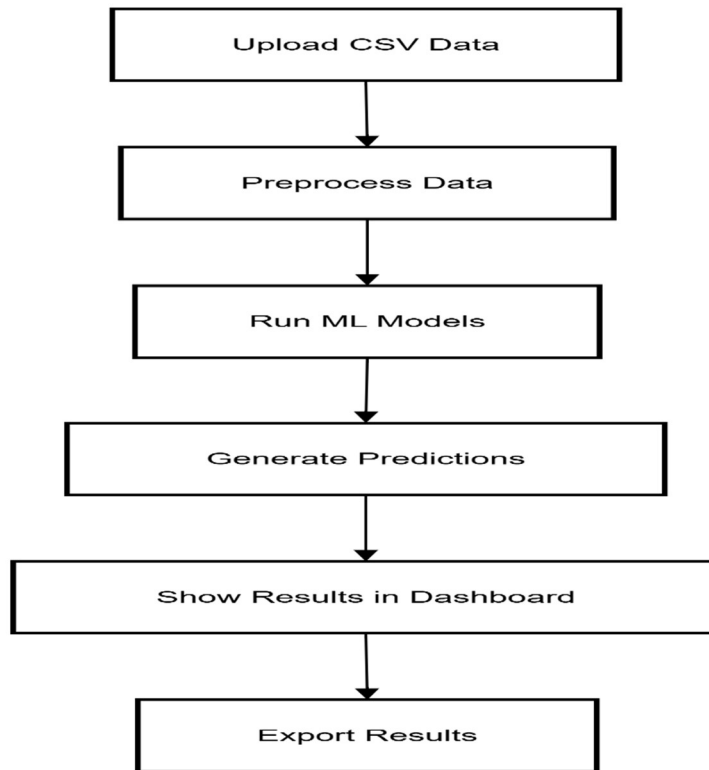 Upload CSV Data
Preprocess Data
Run ML Models
Generate Predictions
Show Results in Dashboard
Export Results